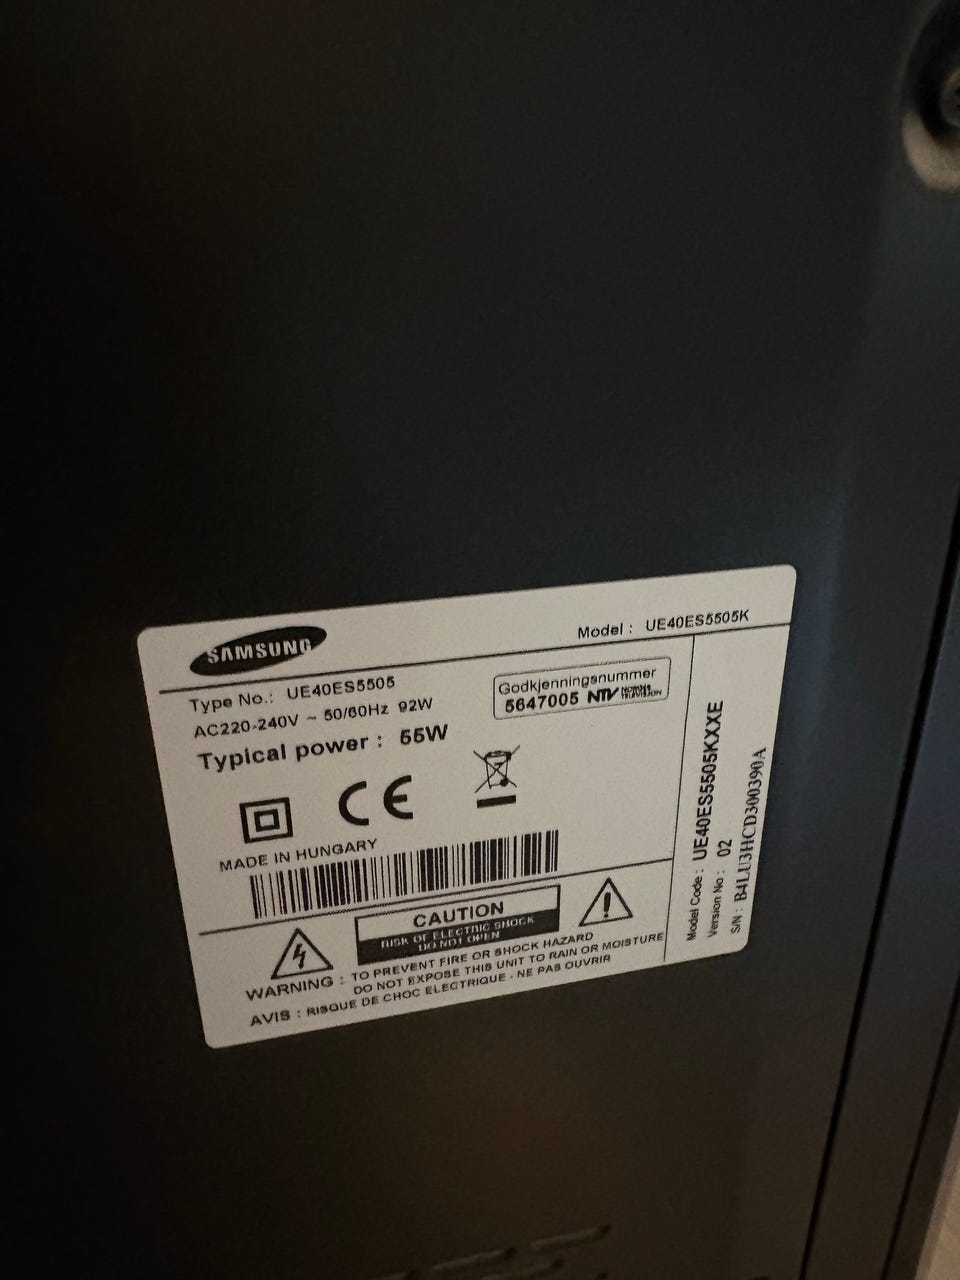 SAMSUNG
Model : UE40ES5505K
Type No.: UE40ES5505
AC220-240V ~ 50/60Hz 92W
Typical power : 55W
Godkjenningsnummer
5647005 NTV NORGES TELEVISION
CE
MADE IN HUNGARY
CAUTION
RISK OF ELECTRIC SHOCK
DO NOT OPEN
WARNING : TO PREVENT FIRE OR SHOCK HAZARD
DO NOT EXPOSE THIS UNIT TO RAIN OR MOISTURE
AVIS : RISQUE DE CHOC ELECTRIQUE - NE PAS OUVRIR
Model Code : UE40ES5505KXXE
Version No : 02
S/N : B4LU3HCD300390A